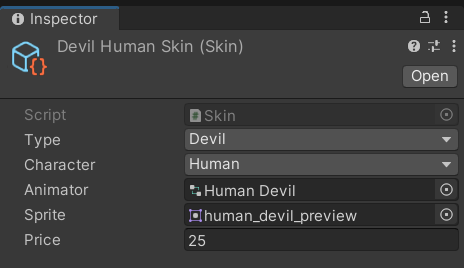 Inspector
Devil Human Skin (Skin)
Open
Script Skin
Type Devil
Character Human
Animator Human Devil
Sprite human_devil_preview
Price 25